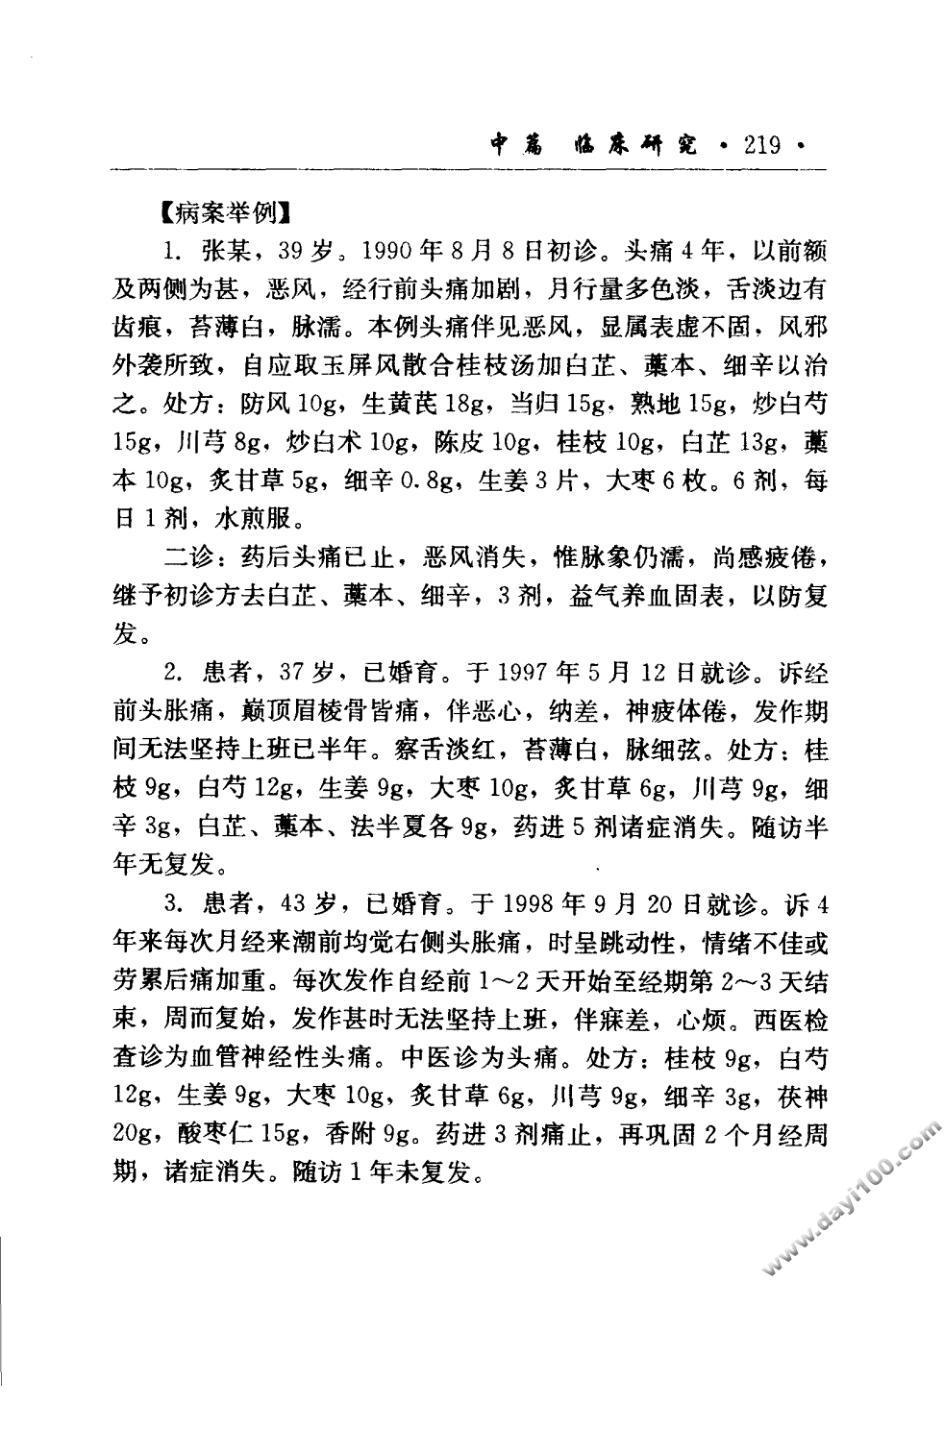 中篇 临床研究·219·
【病案举例】
1. 张某，39 岁。1990 年 8 月 8 日初诊。头痛 4 年，以前额
及两侧为甚，恶风，经行前头痛加剧，月行量多色淡，舌淡边有
齿痕，苔薄白，脉濡。本例头痛伴见恶风，显属表虚不固，风邪
外袭所致，自应取玉屏风散合桂枝汤加白芷、藁本、细辛以治
之。处方：防风 10g，生黄芪 18g，当归 15g，熟地 15g，炒白芍
15g，川芎 8g，炒白术 10g，陈皮 10g，桂枝 10g，白芷 13g，藁
本 10g，炙甘草 5g，细辛 0.8g，生姜 3 片，大枣 6 枚。6 剂，每
日 1 剂，水煎服。
二诊：药后头痛已止，恶风消失，惟脉象仍濡，尚感疲倦，
继予初诊方去白芷、藁本、细辛，3 剂，益气养血固表，以防复
发。
2. 患者，37 岁，已婚育。于 1997 年 5 月 12 日就诊。诉经
前头胀痛，巅顶眉棱骨皆痛，伴恶心，纳差，神疲体倦，发作期
间无法坚持上班已半年。察舌淡红，苔薄白，脉细弦。处方：桂
枝 9g，白芍 12g，生姜 9g，大枣 10g，炙甘草 6g，川芎 9g，细
辛 3g，白芷、藁本、法半夏各 9g，药进 5 剂诸症消失。随访半
年无复发。
3. 患者，43 岁，已婚育。于 1998 年 9 月 20 日就诊。诉 4
年来每次月经来潮前均觉右侧头胀痛，时呈跳动性，情绪不佳或
劳累后痛加重。每次发作自经前 1～2 天开始至经期第 2～3 天结
束，周而复始，发作甚时无法坚持上班，伴寐差，心烦。西医检
查诊为血管神经性头痛。中医诊为头痛。处方：桂枝 9g，白芍
12g，生姜 9g，大枣 10g，炙甘草 6g，川芎 9g，细辛 3g，茯神
20g，酸枣仁 15g，香附 9g。药进 3 剂痛止，再巩固 2 个月经周
期，诸症消失。随访 1 年未复发。
www.dayi100.com